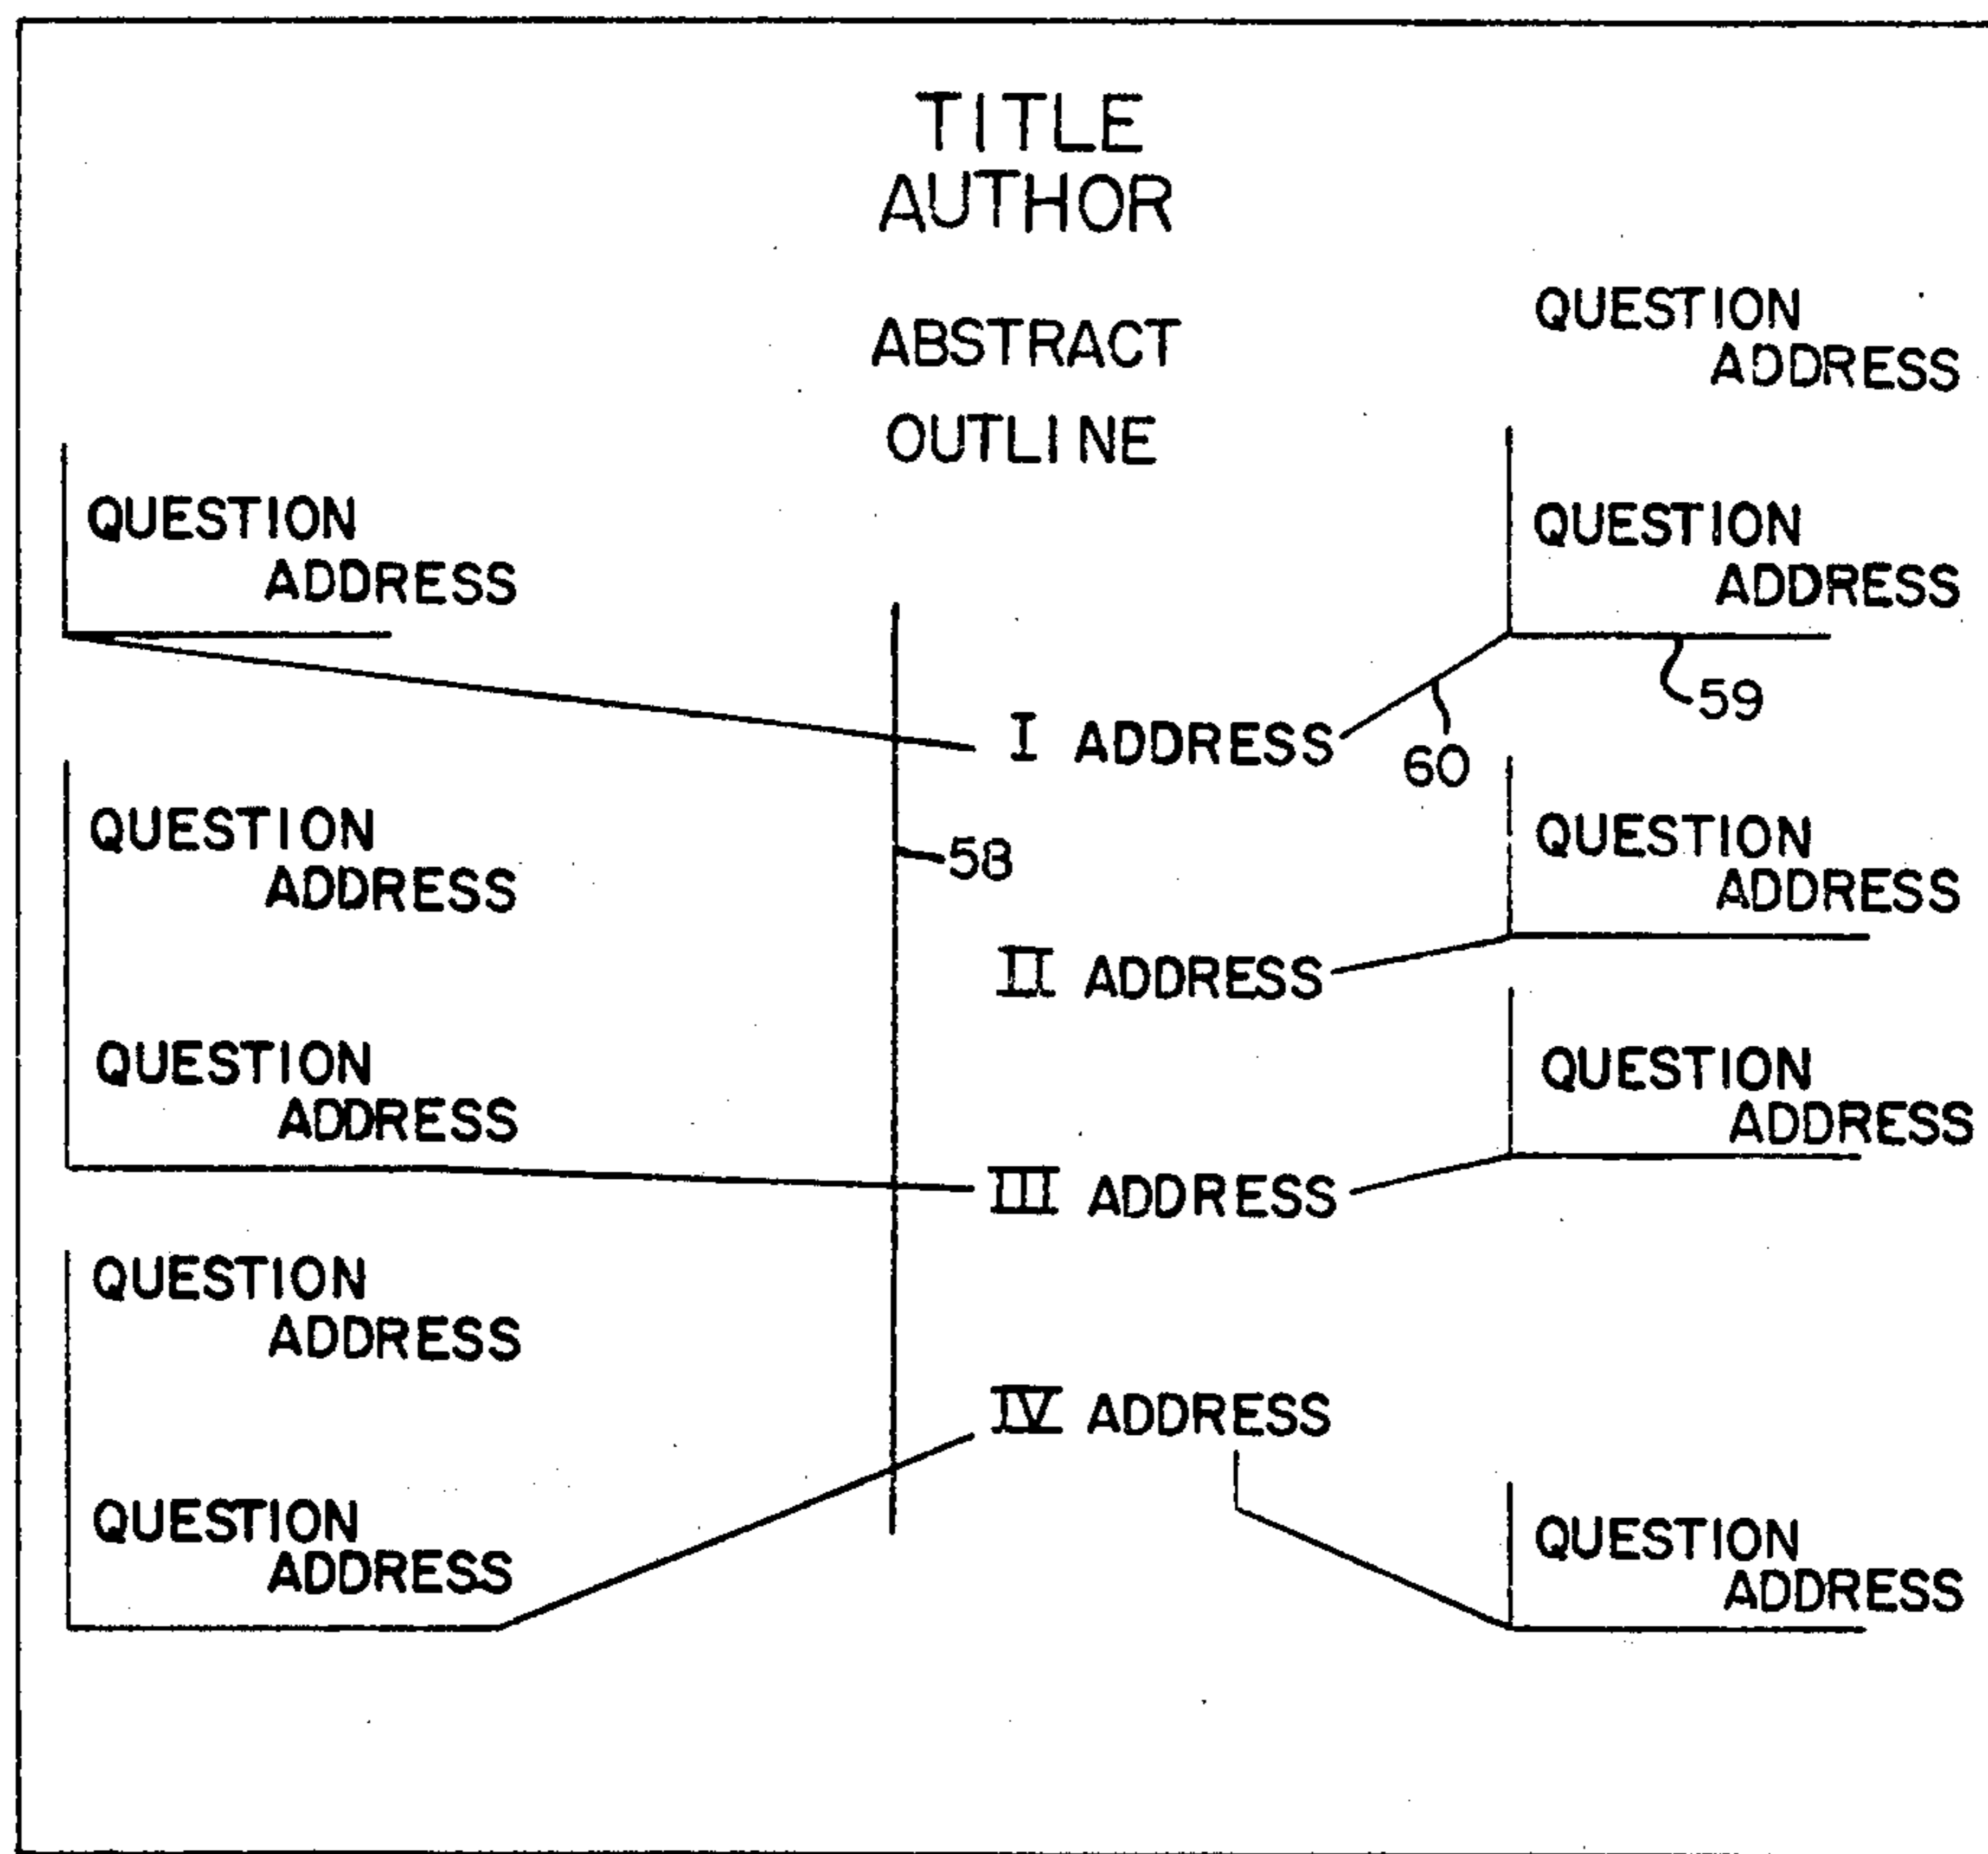 TITLE
AUTHOR
ABSTRACT
OUTLINE
QUESTION
ADDRESS
QUESTION
ADDRESS
QUESTION
ADDRESS
QUESTION
ADDRESS
QUESTION
ADDRESS
58
I ADDRESS
II ADDRESS
III ADDRESS
IV ADDRESS
60
QUESTION
ADDRESS
QUESTION
ADDRESS
59
QUESTION
ADDRESS
QUESTION
ADDRESS
QUESTION
ADDRESS